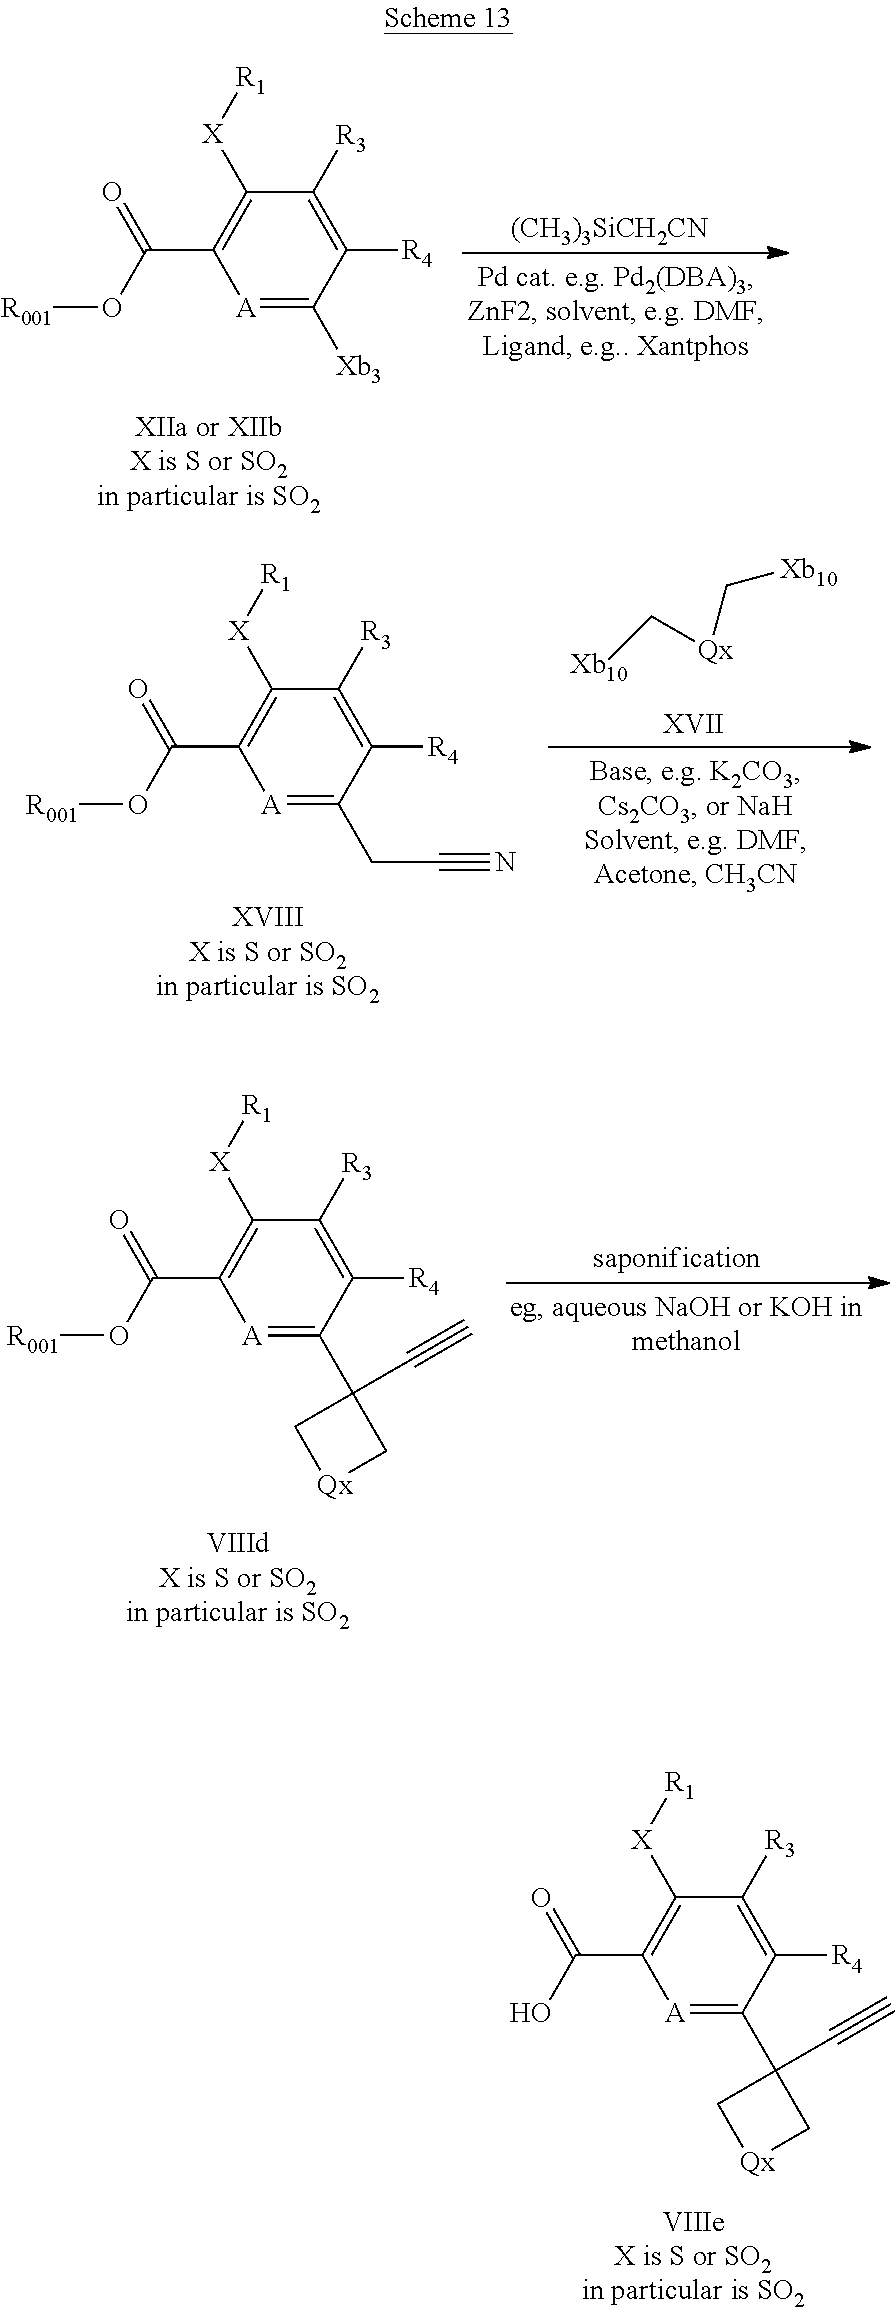 Scheme 13
R1
X
R3
O
R4
R001
O
A
Xb3
(CH3)3SiCH2CN
Pd cat. e.g. Pd2(DBA)3,
ZnF2, solvent, e.g. DMF,
Ligand, e.g.. Xantphos
XIIa or XIIb
X is S or SO2
in particular is SO2
R1
X
R3
O
R4
R001
O
A
N
Xb10
Xb10
Qx
XVII
Base, e.g. K2CO3,
Cs2CO3, or NaH
Solvent, e.g. DMF,
Acetone, CH3CN
XVIII
X is S or SO2
in particular is SO2
R1
X
R3
O
R4
R001
O
A
Qx
saponification
eg, aqueous NaOH or KOH in
methanol
VIIId
X is S or SO2
in particular is SO2
R1
X
R3
O
R4
HO
A
Qx
VIIIe
X is S or SO2
in particular is SO2